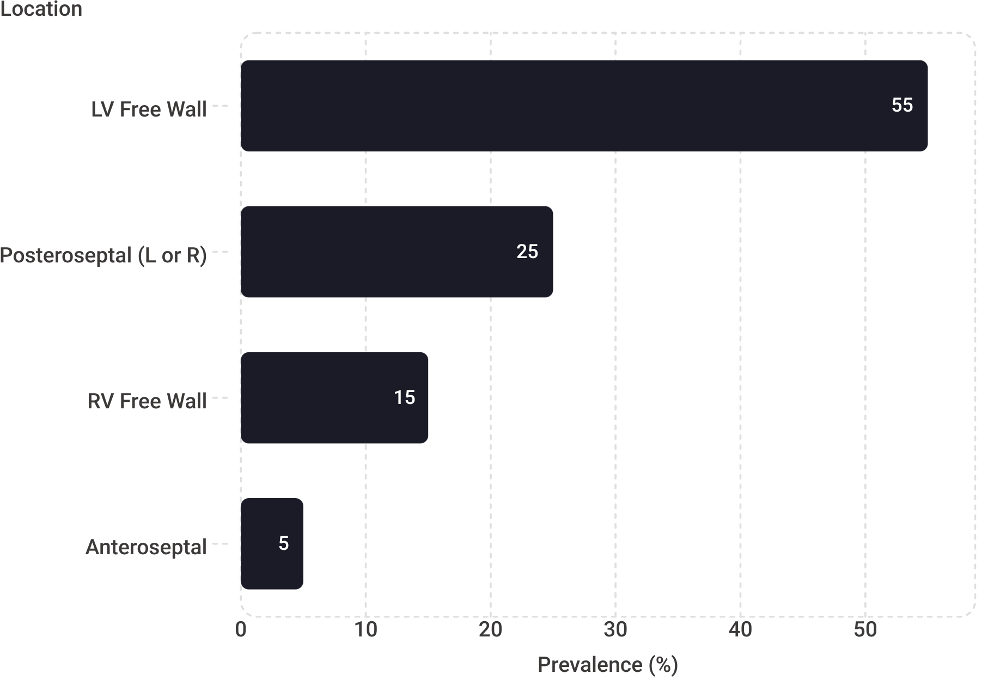 Location
LV Free Wall
55
Posteroseptal (L or R)
25
RV Free Wall
15
Anteroseptal
5
0 10 20 30 40 50
Prevalence (%)